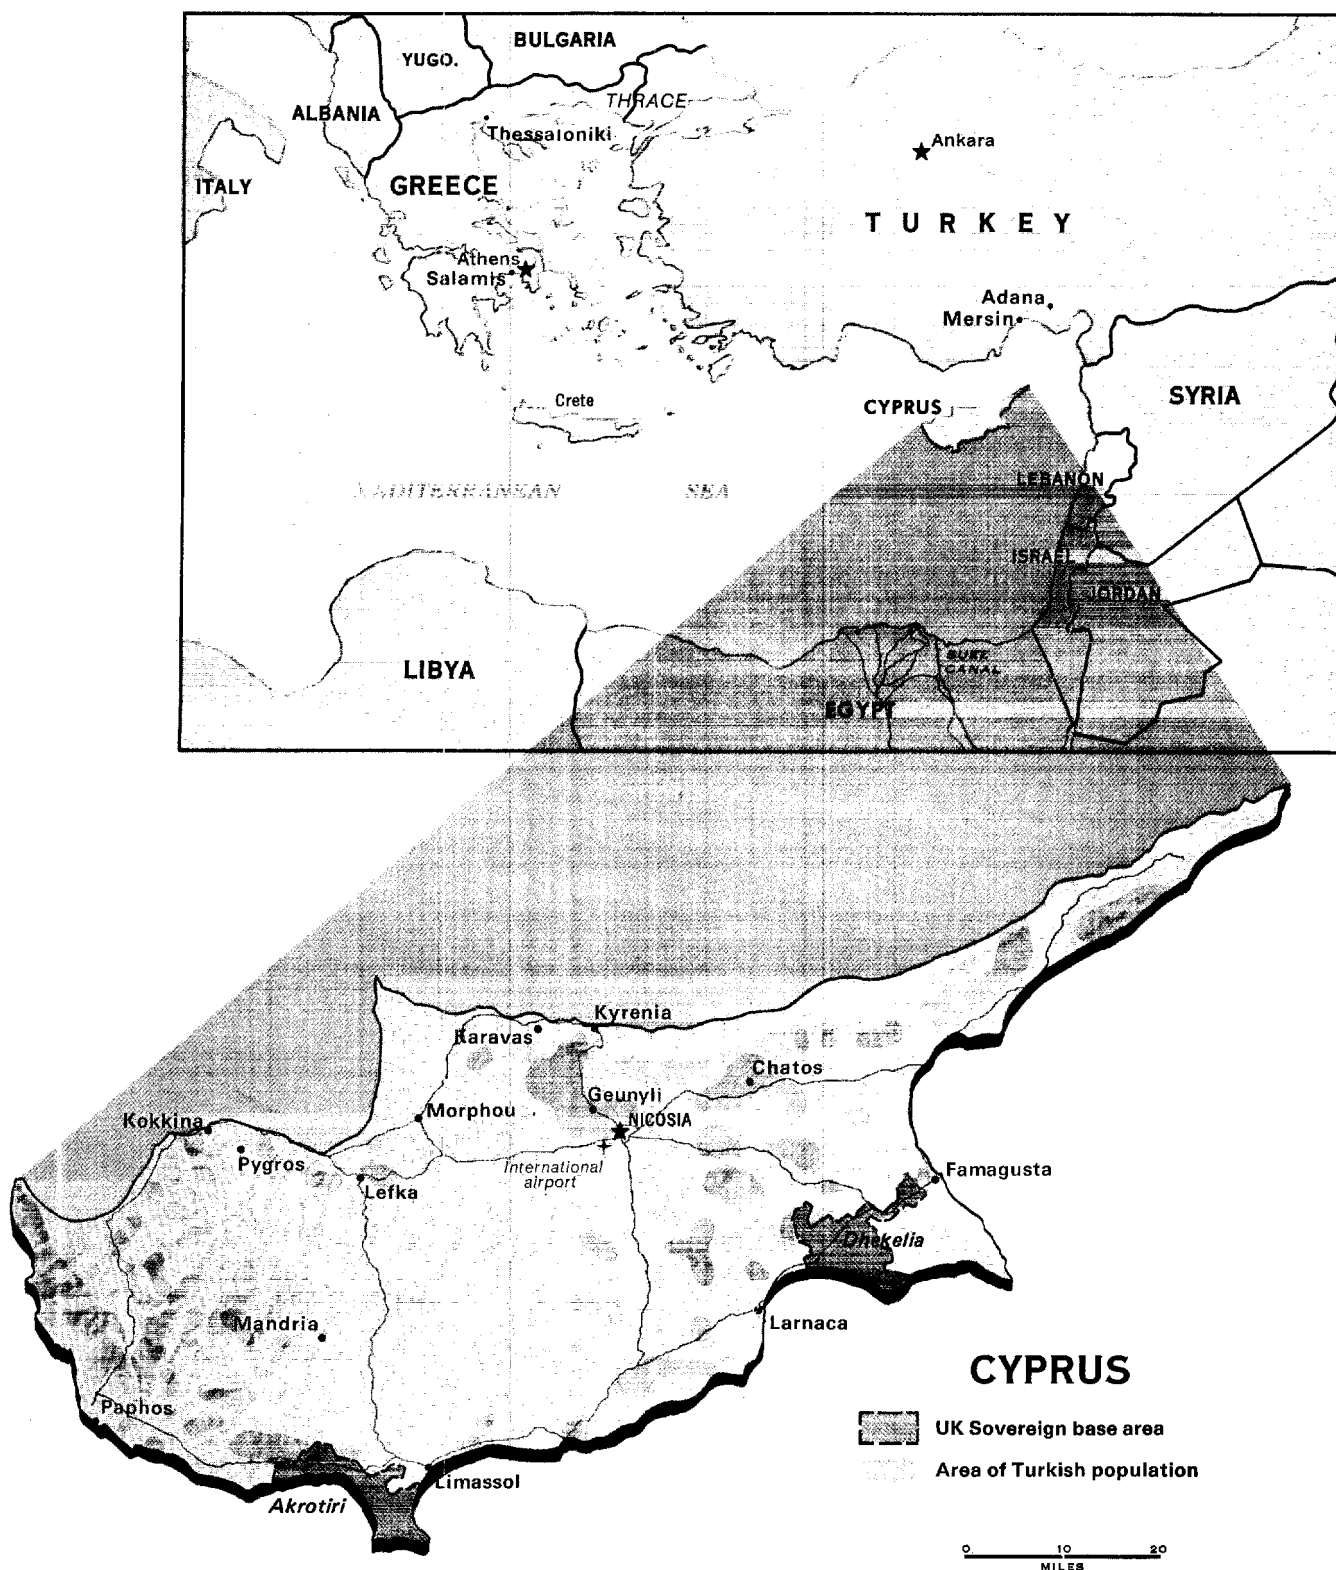 BULGARIA
YUGO.
THRACE
ALBANIA
Thessaloniki
Ankara
ITALY
GREECE
TURKEY
Athens
Salamis
Adana
Mersin
Crete
CYPRUS
SYRIA
MEDITERRANEAN SEA
LEBANON
ISRAEL
JORDAN
SUEZ
CANAL
LIBYA
EGYPT
Kyrenia
Karavas
Chatos
Geunyli
Morphou
NICOSIA
Kokkina
Pygros
International
airport
Famagusta
Lefka
Dhekelia
Mandria
Larnaca
CYPRUS
Paphos
UK Sovereign base area
Area of Turkish population
Limassol
Akrotiri
0 10 20
MILES